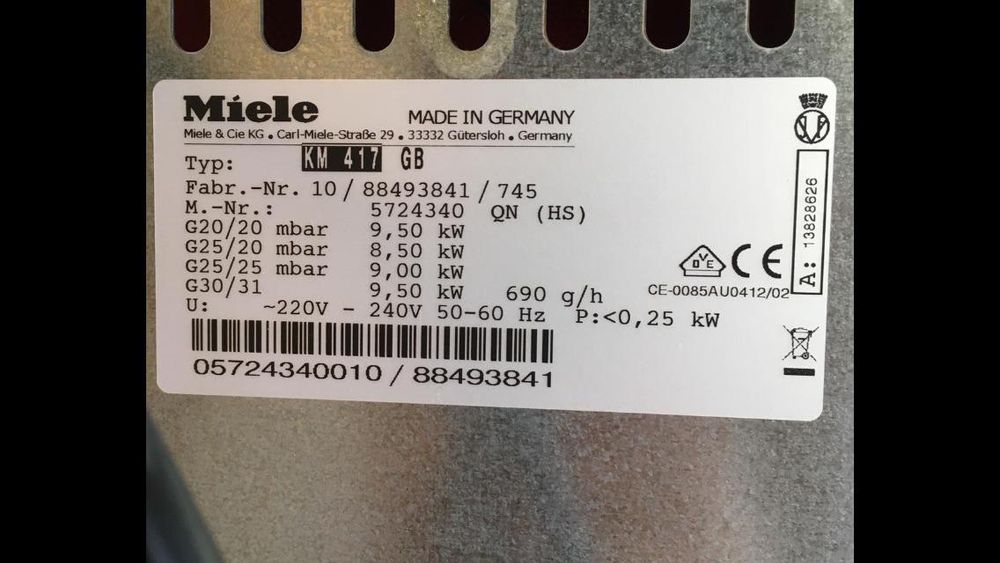 Miele
MADE IN GERMANY
Miele & Cie KG . Carl-Miele-Straße 29 . 33332 Gütersloh . Germany
Typ: KM 417 GB
Fabr.-Nr. 10/88493841/745
M.-Nr.: 5724340 QN (HS)
G20/20 mbar 9,50 kW
G25/20 mbar 8,50 kW
G25/25 mbar 9,00 kW
G30/31 9,50 kW 690 g/h
U: ~220V - 240V 50-60 Hz P:<0,25 kW
05724340010 / 88493841
DVE CE
CE-0085AU0412/02
A: 13828626